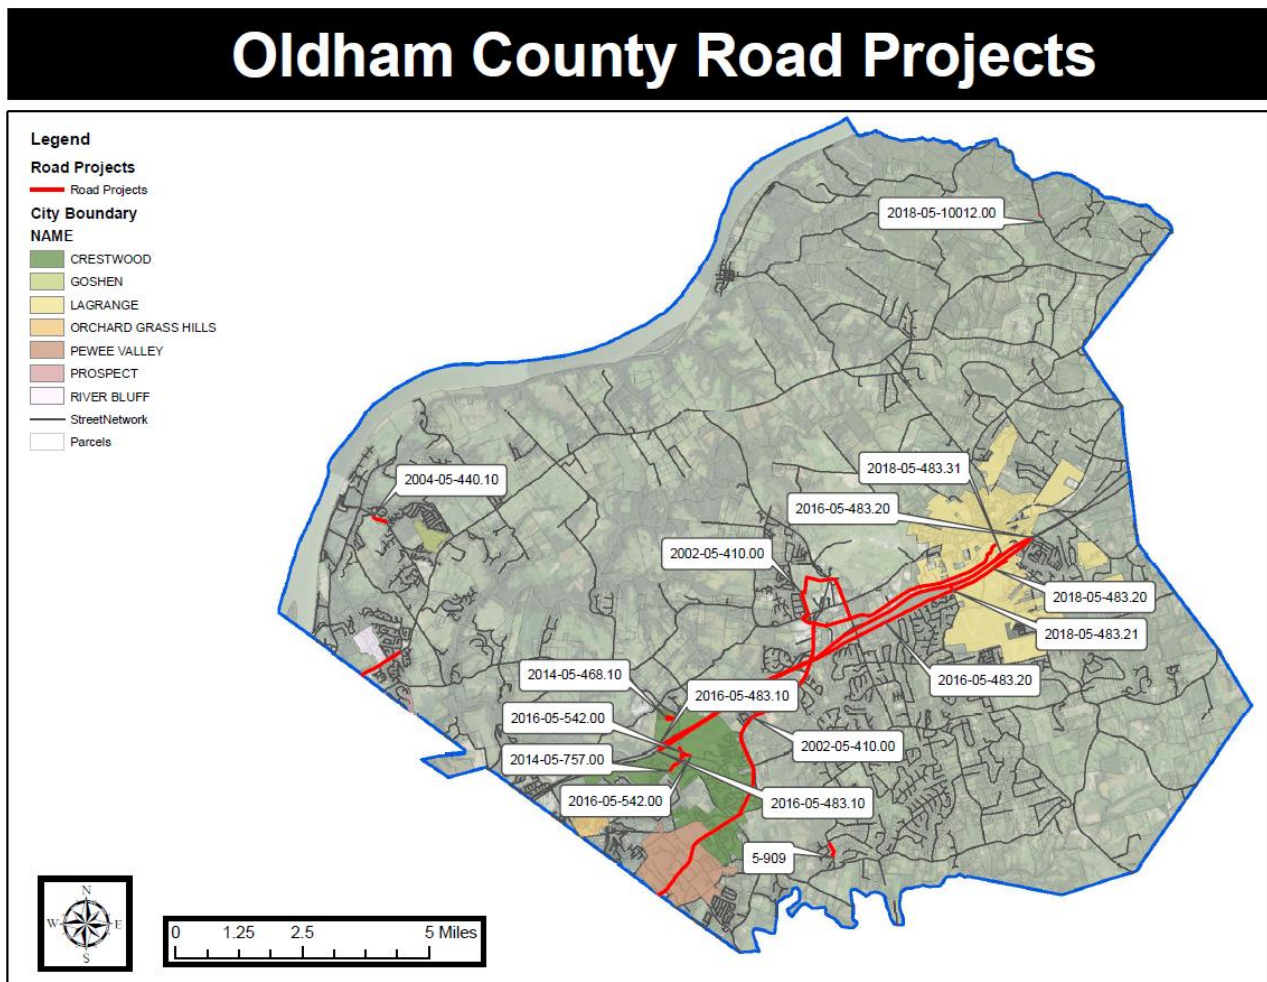 Oldham County Road Projects
Legend
Road Projects
Road Projects
City Boundary
NAME
CRESTWOOD
GOSHEN
LAGRANGE
ORCHARD GRASS HILLS
PEWEE VALLEY
PROSPECT
RIVER BLUFF
StreetNetwork
Parcels
2018-05-10012.00
2018-05-483.31
2004-05-440.10
2016-05-483.20
2002-05-410.00
2018-05-483.20
2018-05-483.21
2014-05-468.10
2016-05-483.20
2016-05-483.10
2016-05-542.00
2002-05-410.00
2014-05-757.00
2016-05-542.00
2016-05-483.10
5-909
N
W E
S
0 1.25 2.5 5 Miles